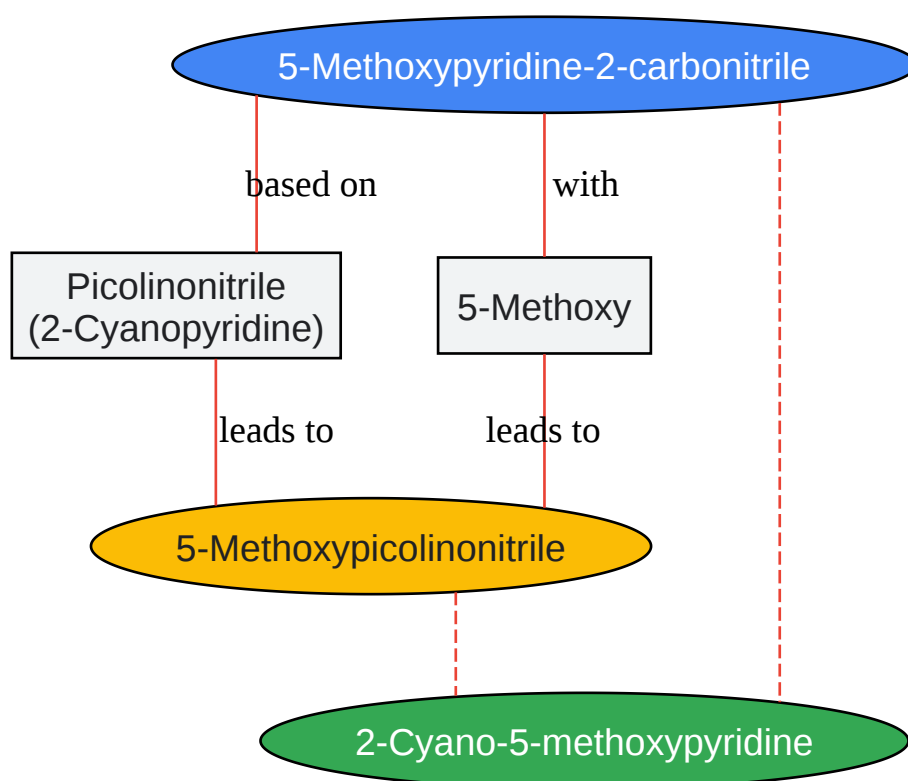 5-Methoxypyridine-2-carbonitrile
based on
with
Picolinonitrile
(2-Cyanopyridine)
5-Methoxy
leads to
leads to
5-Methoxypicolinonitrile
2-Cyano-5-methoxypyridine